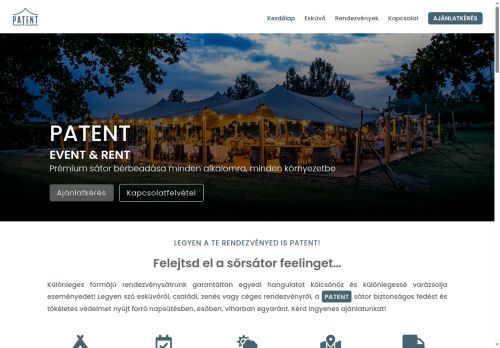 PATENT
Kezdőlap Esküvő Rendezvények Kapcsolat AJÁNLATKÉRÉS
PATENT
EVENT & RENT
Prémium sátor bérbeadása minden alkalomra, minden környezetbe
Ajánlatkérés Kapcsolatfelvétel
LEGYEN A TE RENDEZVÉNYED IS PATENT!
Felejtsd el a sörsátor feelinget...
Különleges formájú rendezvénysátrunk garantáltan egyedi hangulatot kölcsönöz és különlegessé varázsolja
eseményedet! Legyen szó esküvőről, családi, zenés vagy céges rendezvényről, a PATENT sátor biztonságos fedést és
tökéletes védelmet nyújt forró napsütésben, esőben, viharban egyaránt. Kérd ingyenes ajánlatunkat!